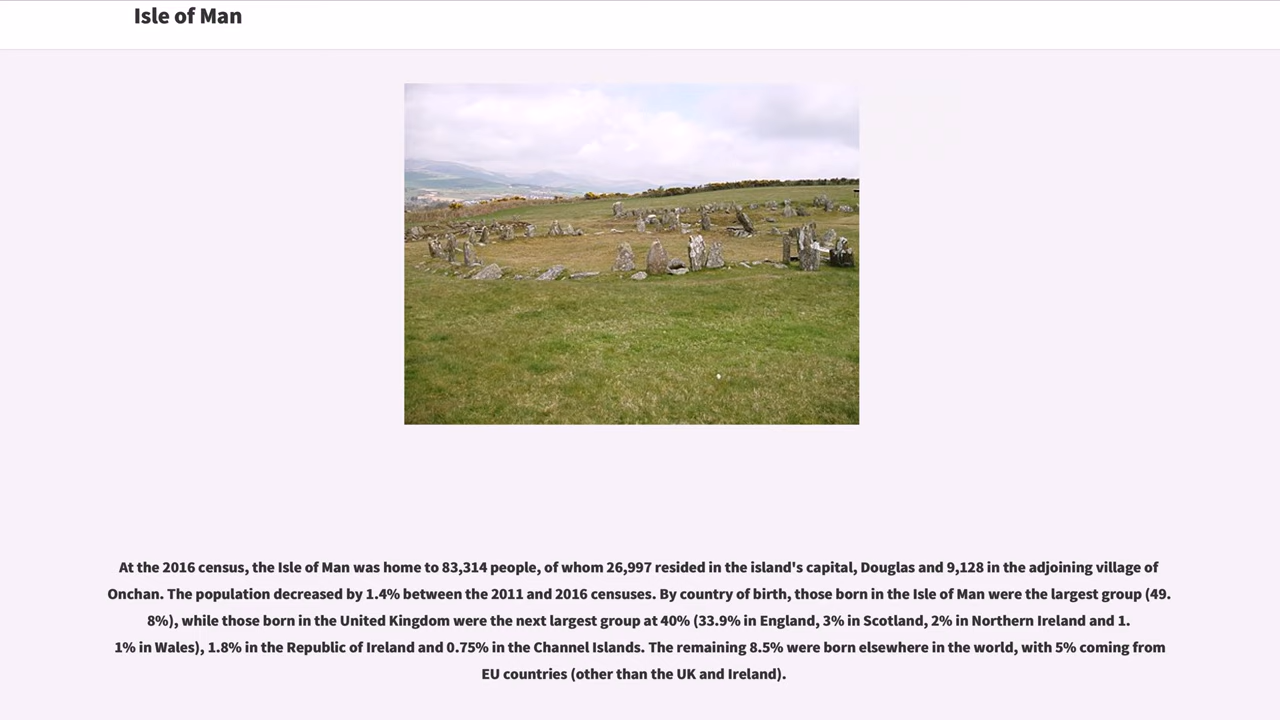 Isle of Man
At the 2016 census, the Isle of Man was home to 83,314 people, of whom 26,997 resided in the island's capital, Douglas and 9,128 in the adjoining village of
Onchan. The population decreased by 1.4% between the 2011 and 2016 censuses. By country of birth, those born in the Isle of Man were the largest group (49.
8%), while those born in the United Kingdom were the next largest group at 40% (33.9% in England, 3% in Scotland, 2% in Northern Ireland and 1.
1% in Wales), 1.8% in the Republic of Ireland and 0.75% in the Channel Islands. The remaining 8.5% were born elsewhere in the world, with 5% coming from
EU countries (other than the UK and Ireland).